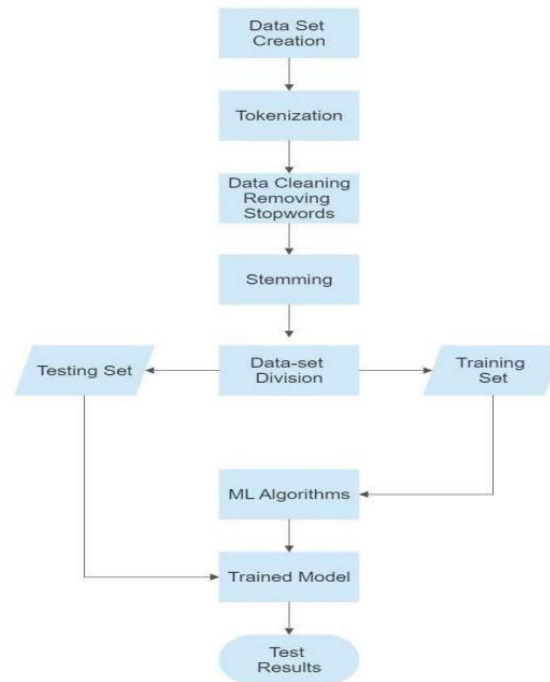 Data Set
Creation
Tokenization
Data Cleaning
Removing
Stopwords
Stemming
Testing Set
Data-set
Division
Training
Set
ML Algorithms
Trained Model
Test
Results